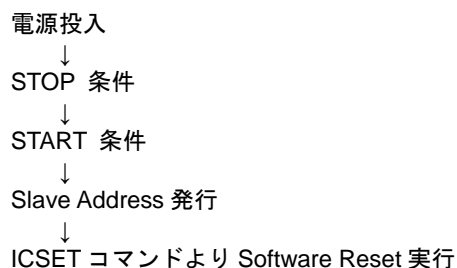 電源投入
↓
STOP 条件
↓
START 条件
↓
Slave Address 発行
↓
ICSET コマンドより Software Reset 実行